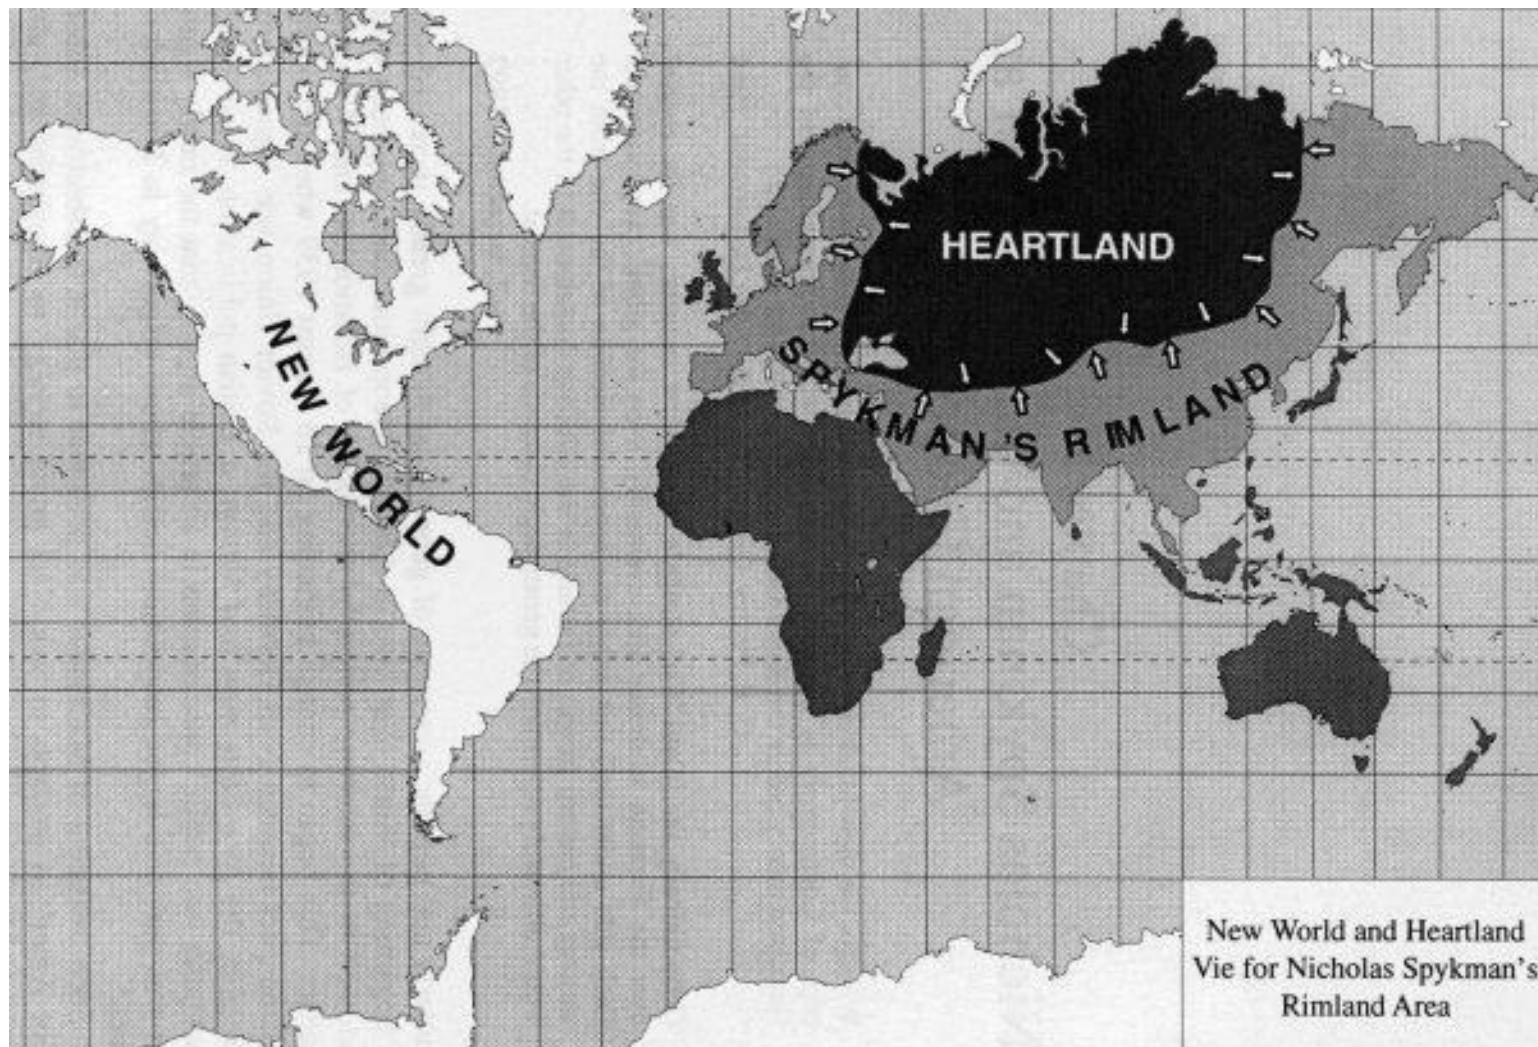 HEARTLAND
NEW WORLD
SPYKMAN'S RIMLAND
New World and Heartland
Vie for Nicholas Spykman's
Rimland Area